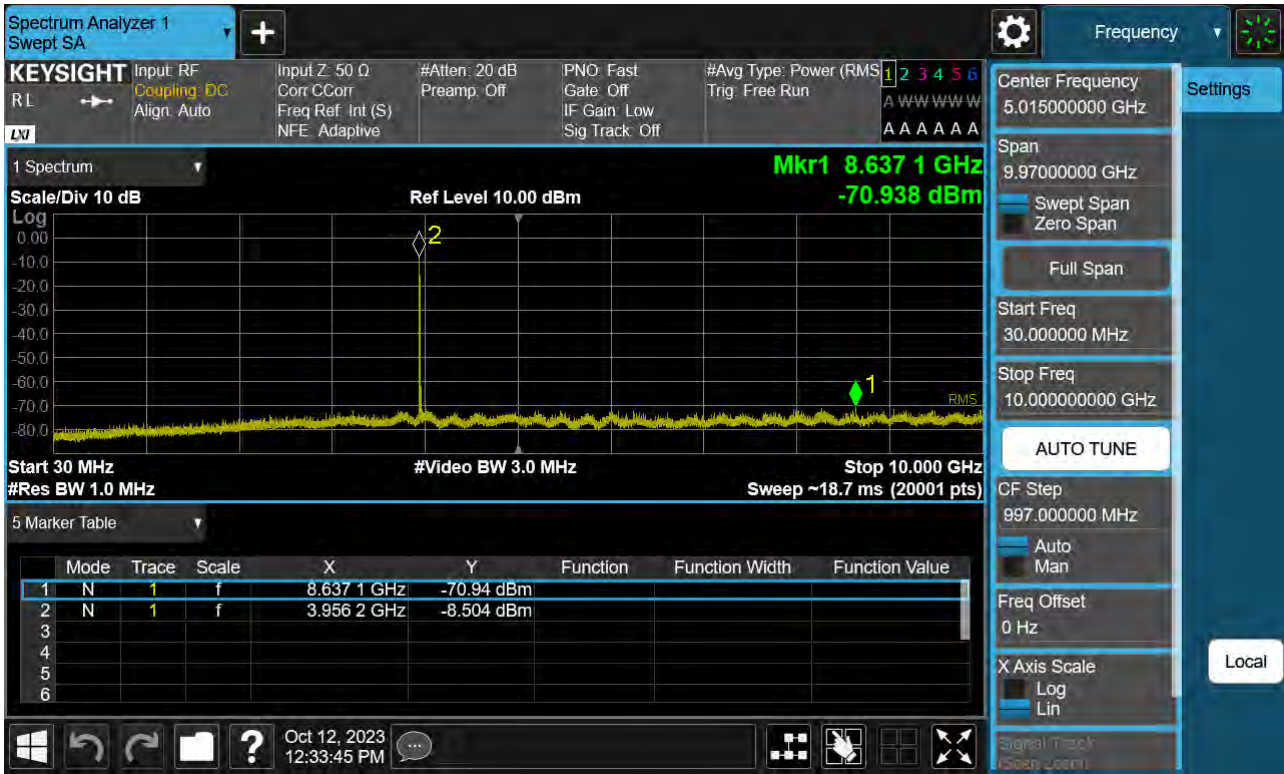 Spectrum Analyzer 1
Swept SA
+
Frequency
KEYSIGHT
RL
LXI
Input: RF
Coupling: DC
Align: Auto
Input Z: 50 Ω
Corr CCorr
Freq Ref: Int (S)
NFE: Adaptive
#Atten: 20 dB
Preamp: Off
PNO: Fast
Gate: Off
IF Gain: Low
Sig Track: Off
#Avg Type: Power (RMS
Trig: Free Run
1 2 3 4 5 6
A W W W W W
A A A A A A
1 Spectrum
Scale/Div 10 dB
Ref Level 10.00 dBm
Mkr1 8.637 1 GHz
-70.938 dBm
Log
0.00
-10.0
-20.0
-30.0
-40.0
-50.0
-60.0
-70.0
-80.0
2
1
RMS
Start 30 MHz
#Video BW 3.0 MHz
Stop 10.000 GHz
#Res BW 1.0 MHz
Sweep ~18.7 ms (20001 pts)
5 Marker Table
Mode Trace Scale X Y Function Function Width Function Value
1 N 1 f 8.637 1 GHz -70.94 dBm
2 N 1 f 3.956 2 GHz -8.504 dBm
3
4
5
6
Oct 12, 2023
12:33:45 PM
?
Center Frequency
5.015000000 GHz
Settings
Span
9.97000000 GHz
Swept Span
Zero Span
Full Span
Start Freq
30.000000 MHz
Stop Freq
10.000000000 GHz
AUTO TUNE
CF Step
997.000000 MHz
Auto
Man
Freq Offset
0 Hz
X Axis Scale
Log
Lin
Local
Signal Track
(Span Zoom)